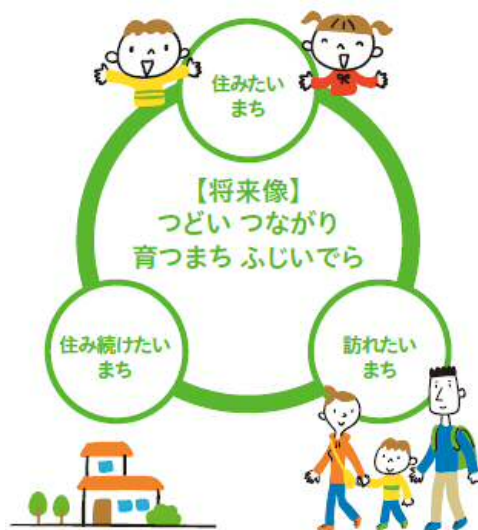 住みたい
まち
【将来像】
つどい つながり
育つまち ふじいでら
住み続けたい
まち
訪れたい
まち